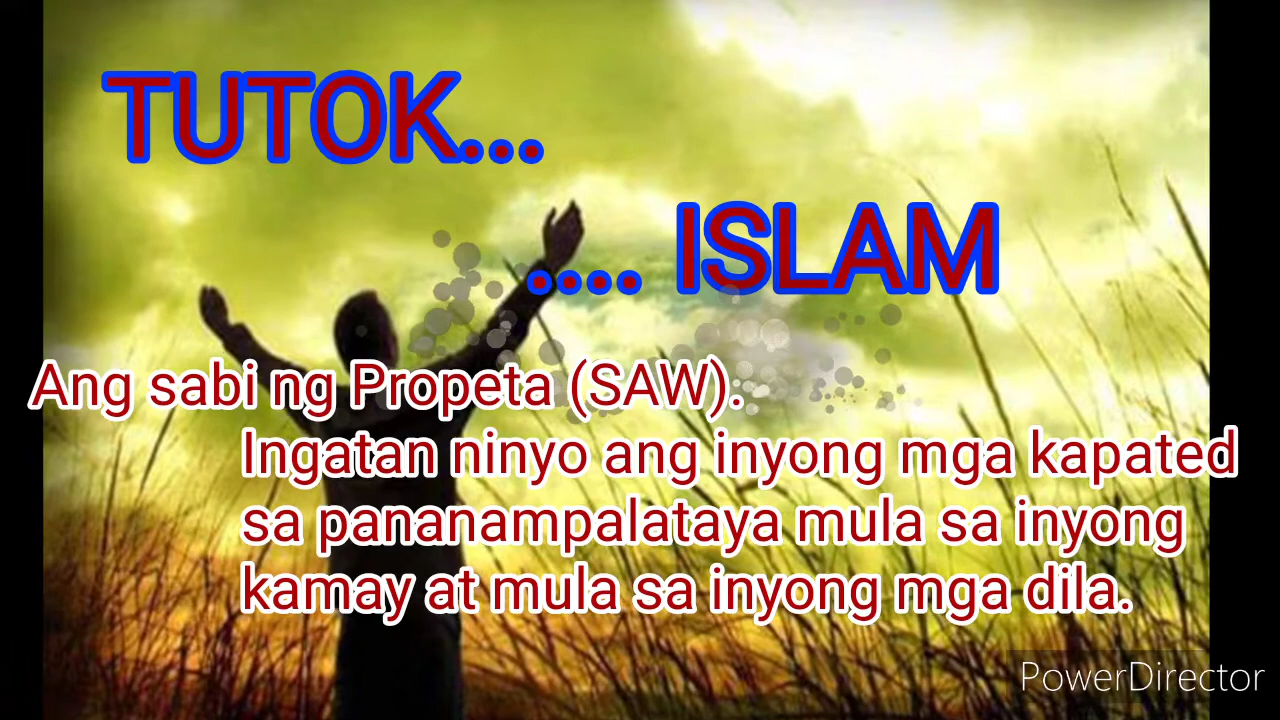 TUTOK...
.... ISLAM
Ang sabi ng Propeta (SAW).
Ingatan ninyo ang inyong mga kapated
sa pananampalataya mula sa inyong
kamay at mula sa inyong mga dila.
PowerDirector